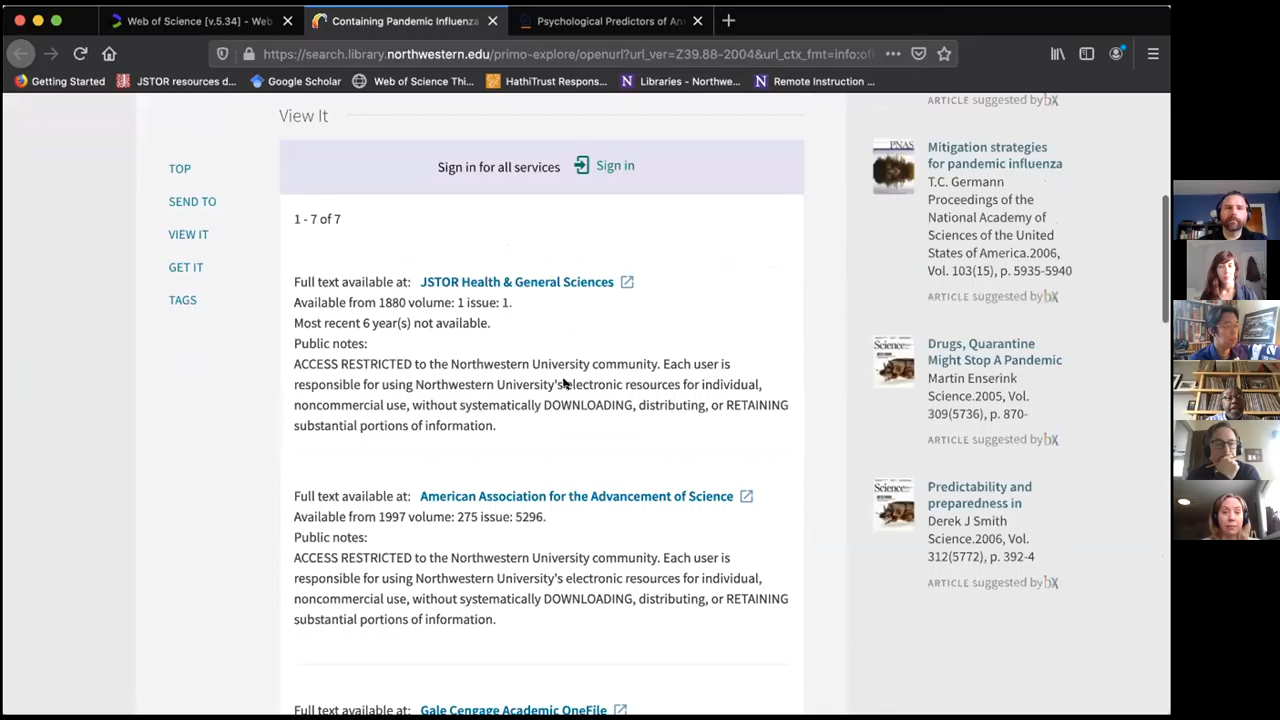 Web of Science [v.5.34] - Web
Containing Pandemic Influenza
Psychological Predictors of An
https://search.library.northwestern.edu/primo-explore/openurl?url_ver=Z39.88-2004&url_ctx_fmt=info:of
Getting Started
JSTOR resources d...
Google Scholar
Web of Science Thi...
HathiTrust Respons...
Libraries - Northwe...
Remote Instruction ...
TOP
SEND TO
VIEW IT
GET IT
TAGS
View It
Sign in for all services
Sign in
1 - 7 of 7
Full text available at: JSTOR Health & General Sciences
Available from 1880 volume: 1 issue: 1.
Most recent 6 year(s) not available.
Public notes:
ACCESS RESTRICTED to the Northwestern University community. Each user is
responsible for using Northwestern University's electronic resources for individual,
noncommercial use, without systematically DOWNLOADING, distributing, or RETAINING
substantial portions of information.
Full text available at: American Association for the Advancement of Science
Available from 1997 volume: 275 issue: 5296.
Public notes:
ACCESS RESTRICTED to the Northwestern University community. Each user is
responsible for using Northwestern University's electronic resources for individual,
noncommercial use, without systematically DOWNLOADING, distributing, or RETAINING
substantial portions of information.
Full text available at: Gale Cengage Academic OneFile
ARTICLE suggested by bX
PNAS
Mitigation strategies
for pandemic influenza
T.C. Germann
Proceedings of the
National Academy of
Sciences of the United
States of America.2006,
Vol. 103(15), p. 5935-5940
ARTICLE suggested by bX
Science
Drugs, Quarantine
Might Stop A Pandemic
Martin Enserink
Science.2005, Vol.
309(5736), p. 870-
ARTICLE suggested by bX
Science
Predictability and
preparedness in
Derek J Smith
Science.2006, Vol.
312(5772), p. 392-4
ARTICLE suggested by bX